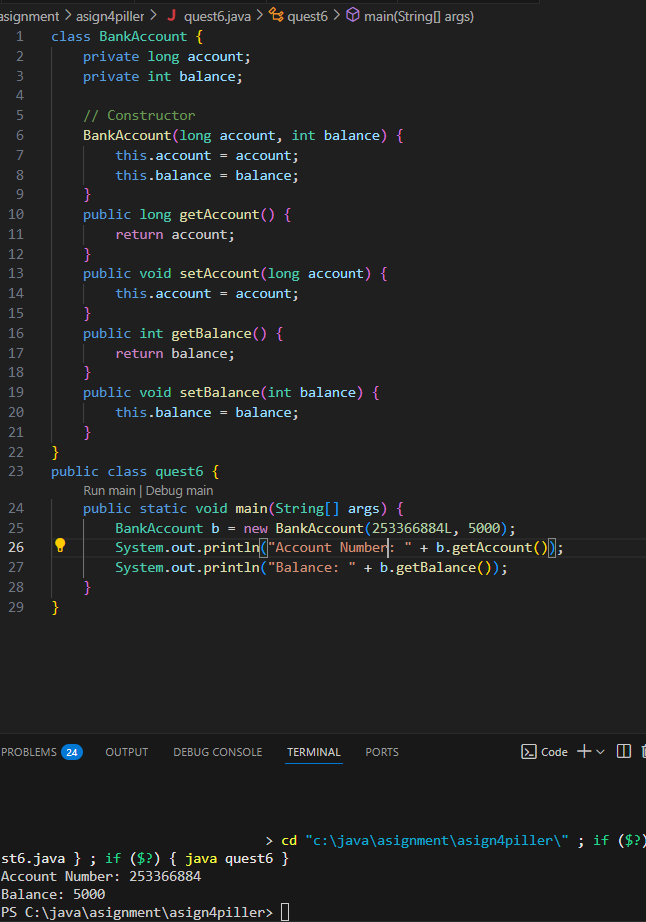 asignment > asign4piller > J quest6.java > quest6 > main(String[] args)
1 class BankAccount {
2     private long account;
3     private int balance;
4
5     // Constructor
6     BankAccount(long account, int balance) {
7         this.account = account;
8         this.balance = balance;
9     }
10     public long getAccount() {
11         return account;
12     }
13     public void setAccount(long account) {
14         this.account = account;
15     }
16     public int getBalance() {
17         return balance;
18     }
19     public void setBalance(int balance) {
20         this.balance = balance;
21     }
22 }
23 public class quest6 {
Run main | Debug main
24     public static void main(String[] args) {
25         BankAccount b = new BankAccount(253366884L, 5000);
26         System.out.println("Account Number: " + b.getAccount());
27         System.out.println("Balance: " + b.getBalance());
28     }
29 }
PROBLEMS 24 OUTPUT DEBUG CONSOLE TERMINAL PORTS Code
> cd "c:\java\asignment\asign4piller\" ; if ($?)
st6.java } ; if ($?) { java quest6 }
Account Number: 253366884
Balance: 5000
PS C:\java\asignment\asign4piller>